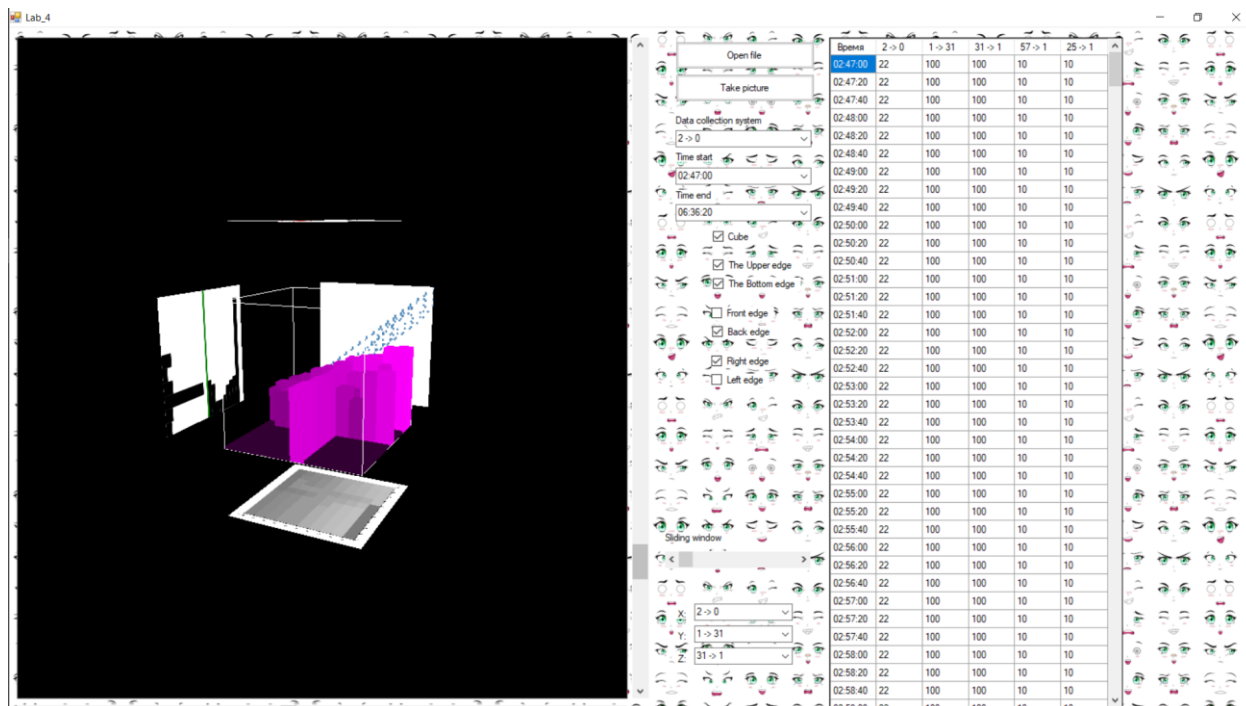 Lab_4
Open file
Take picture
Data collection system
2 -> 0
Time start
02:47:00
Time end
06:36:20
Cube
The Upper edge
The Bottom edge
Front edge
Back edge
Right edge
Left edge
Sliding window
X: 2 -> 0
Y: 1 -> 31
Z: 31 -> 1
Время 2 -> 0 1 -> 31 31 -> 1 57 -> 1 25 -> 1
02:47:00 22 100 100 10 10
02:47:20 22 100 100 10 10
02:47:40 22 100 100 10 10
02:48:00 22 100 100 10 10
02:48:20 22 100 100 10 10
02:48:40 22 100 100 10 10
02:49:00 22 100 100 10 10
02:49:20 22 100 100 10 10
02:49:40 22 100 100 10 10
02:50:00 22 100 100 10 10
02:50:20 22 100 100 10 10
02:50:40 22 100 100 10 10
02:51:00 22 100 100 10 10
02:51:20 22 100 100 10 10
02:51:40 22 100 100 10 10
02:52:00 22 100 100 10 10
02:52:20 22 100 100 10 10
02:52:40 22 100 100 10 10
02:53:00 22 100 100 10 10
02:53:20 22 100 100 10 10
02:53:40 22 100 100 10 10
02:54:00 22 100 100 10 10
02:54:20 22 100 100 10 10
02:54:40 22 100 100 10 10
02:55:00 22 100 100 10 10
02:55:20 22 100 100 10 10
02:55:40 22 100 100 10 10
02:56:00 22 100 100 10 10
02:56:20 22 100 100 10 10
02:56:40 22 100 100 10 10
02:57:00 22 100 100 10 10
02:57:20 22 100 100 10 10
02:57:40 22 100 100 10 10
02:58:00 22 100 100 10 10
02:58:20 22 100 100 10 10
02:58:40 22 100 100 10 10